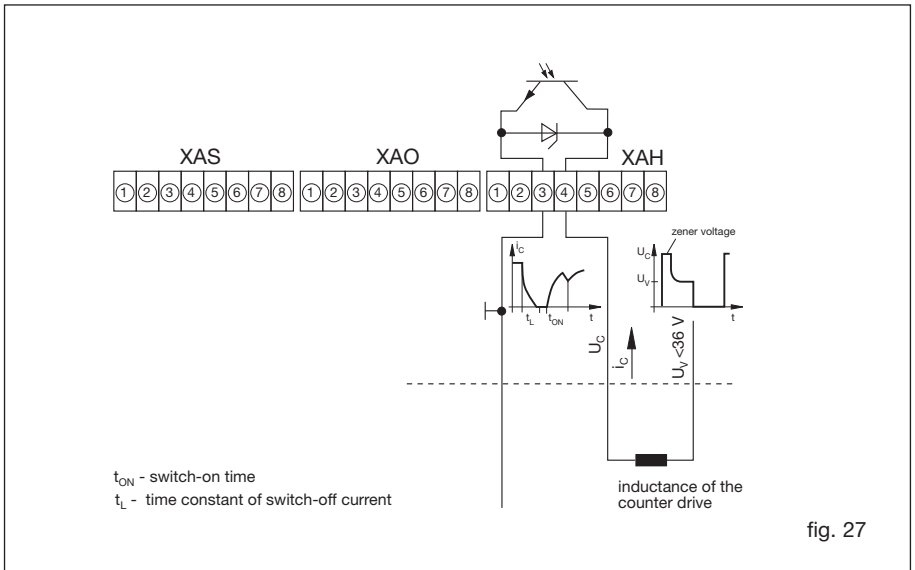 XAS XAO XAH
① ② ③ ④ ⑤ ⑥ ⑦ ⑧ ① ② ③ ④ ⑤ ⑥ ⑦ ⑧ ① ② ③ ④ ⑤ ⑥ ⑦ ⑧
zener voltage
i_C
U_C
U_V
t_L t_ON t
t
U_C
i_C
U_V <36 V
t_ON - switch-on time
t_L - time constant of switch-off current
inductance of the
counter drive
fig. 27